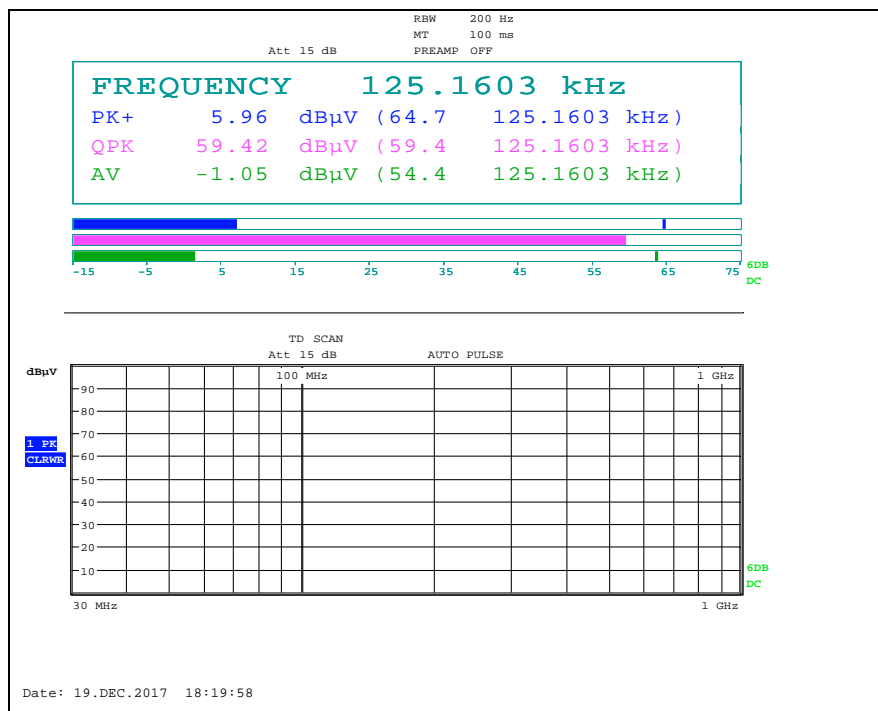 RBW 200 Hz
MT 100 ms
Att 15 dB PREAMP OFF
FREQUENCY 125.1603 kHz
PK+ 5.96 dBµV (64.7 125.1603 kHz)
QPK 59.42 dBµV (59.4 125.1603 kHz)
AV -1.05 dBµV (54.4 125.1603 kHz)
-15 -5 5 15 25 35 45 55 65 75
6DB
DC
TD SCAN
Att 15 dB AUTO PULSE
dBµV
100 MHz 1 GHz
90
80
70
1 PK
CLRWR
60
50
40
30
20
10
6DB
DC
30 MHz 1 GHz
Date: 19.DEC.2017 18:19:58